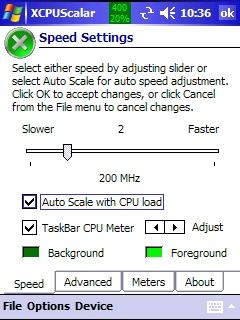 XCPUScalar 400 20% 10:36 ok
Speed Settings
Select either speed by adjusting slider or
select Auto Scale for auto speed adjustment.
Click OK to accept changes, or click Cancel
from the File menu to cancel changes.
Slower 2 Faster
200 MHz
Auto Scale with CPU load
TaskBar CPU Meter Adjust
Background Foreground
Speed Advanced Meters About
File Options Device